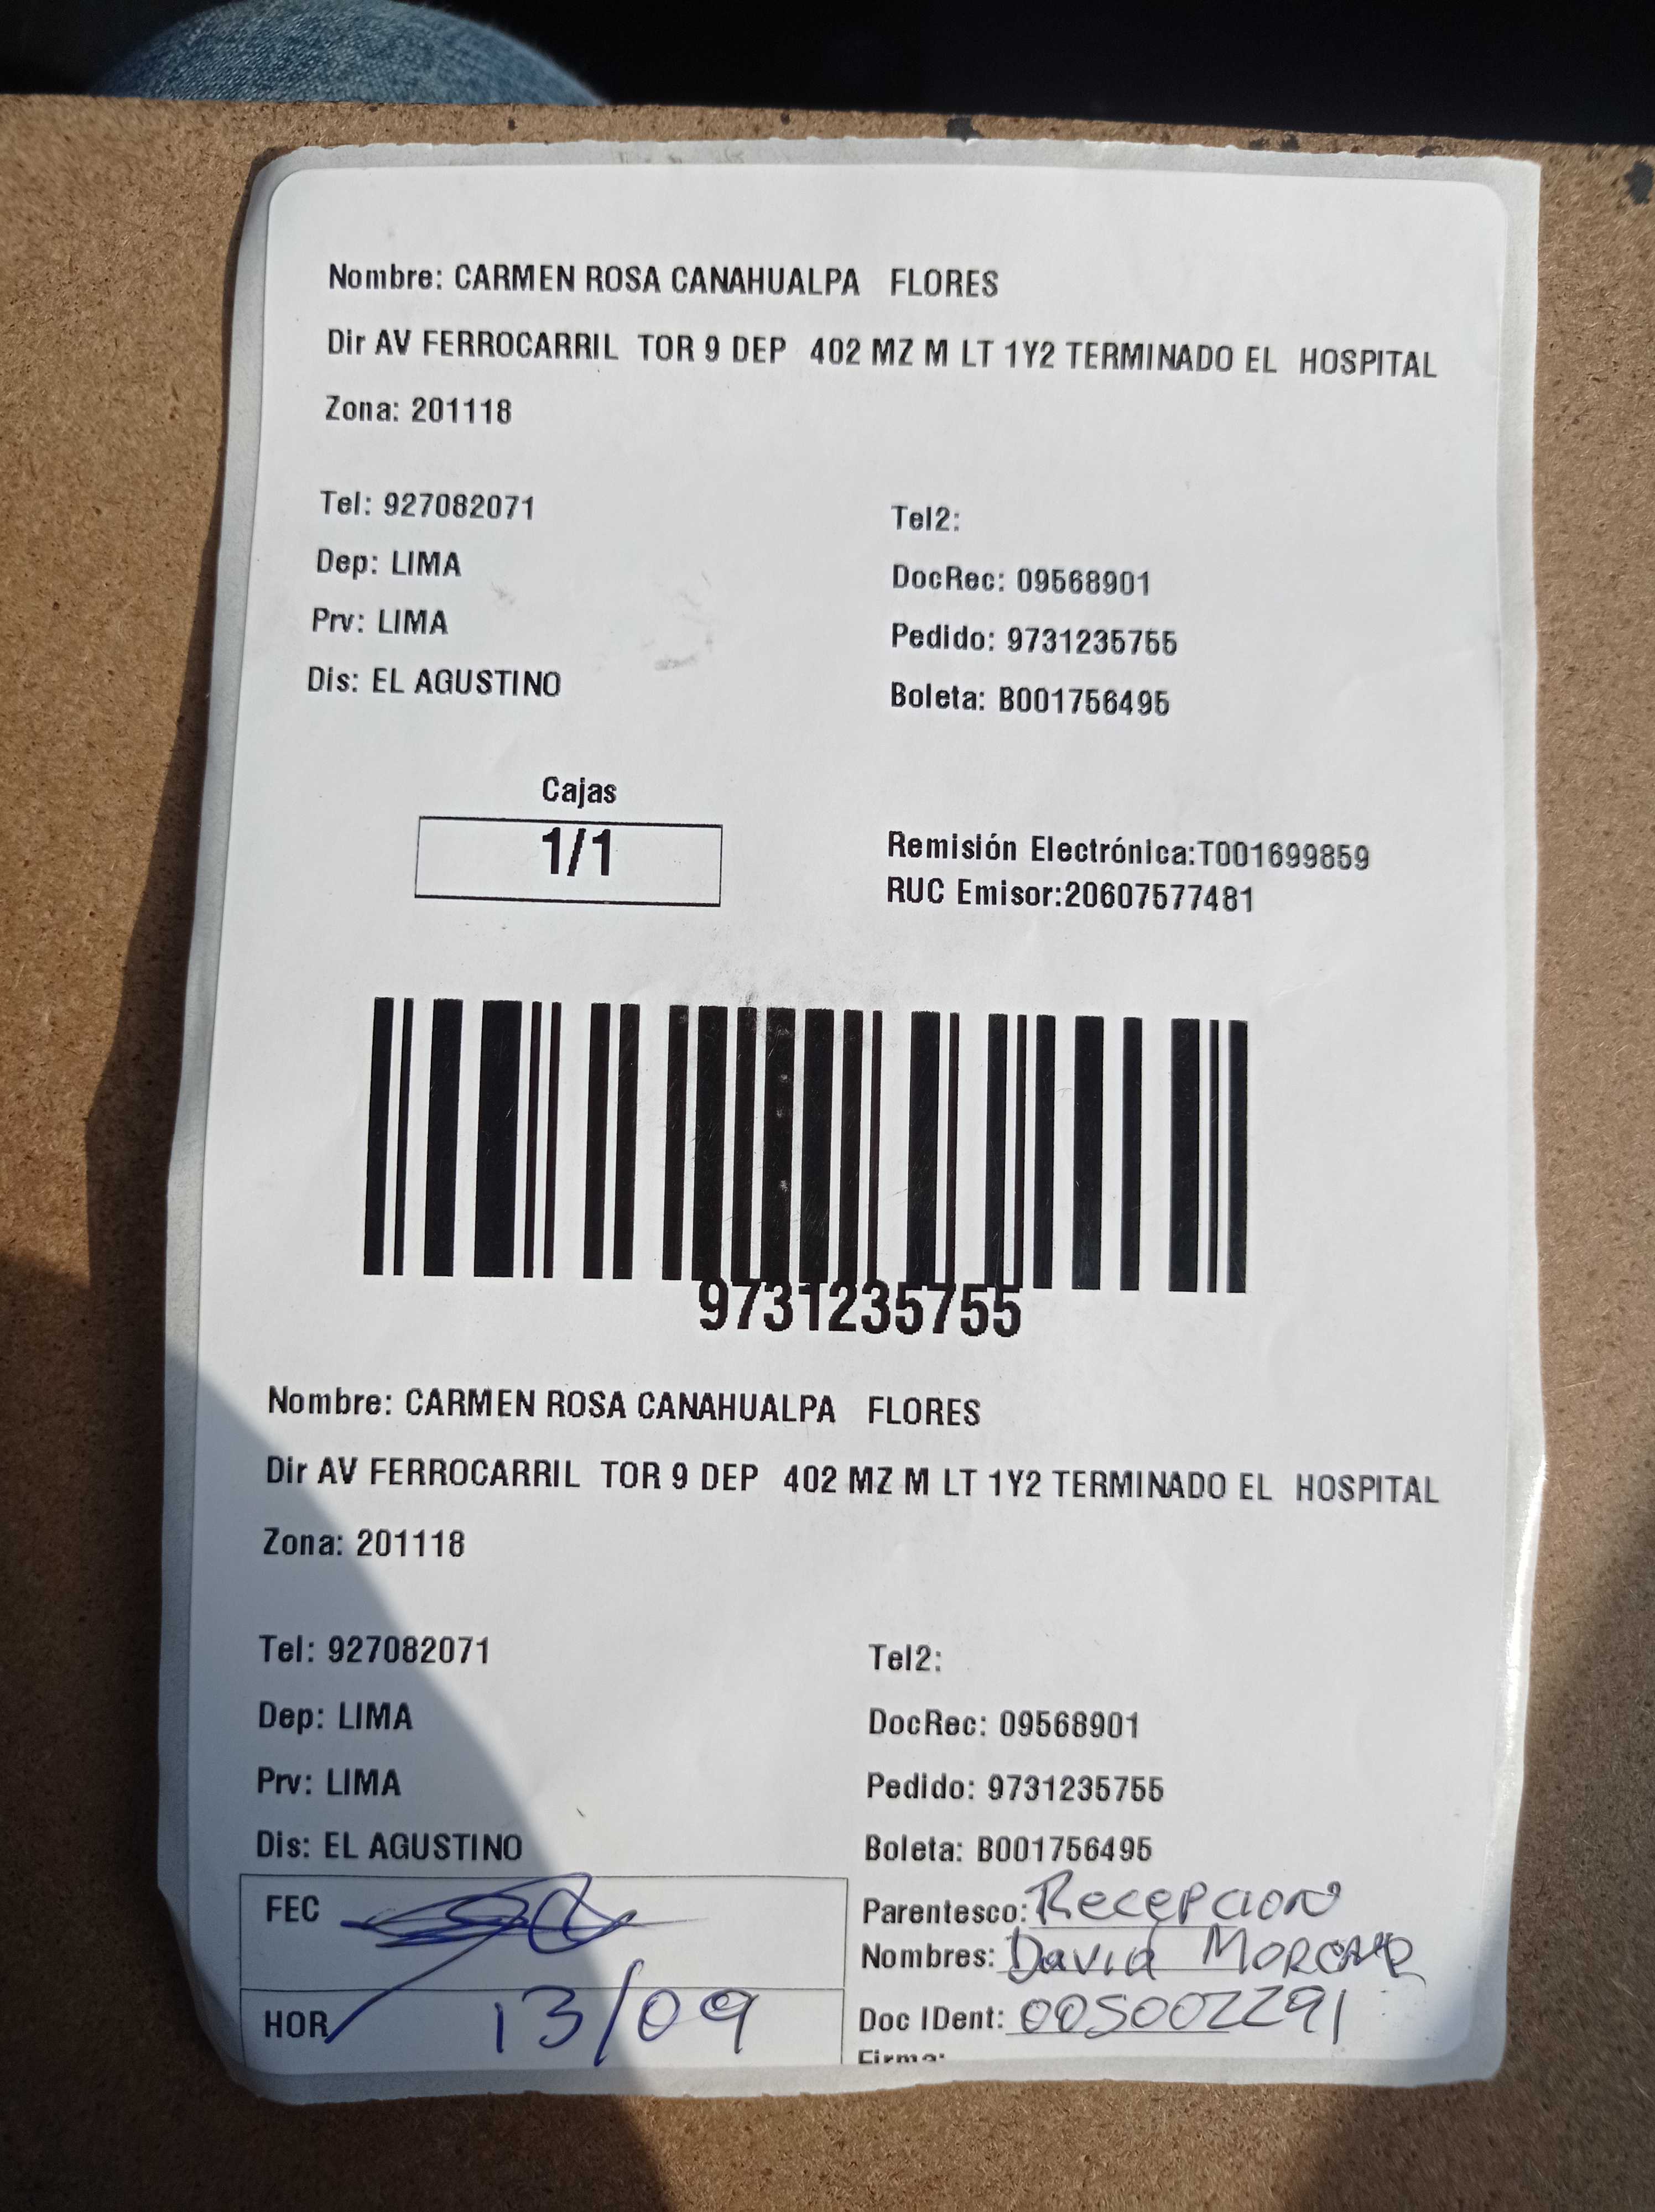 Nombre: CARMEN ROSA CANAHUALPA FLORES
Dir AV FERROCARRIL TOR 9 DEP 402 MZ M LT 1Y2 TERMINADO EL HOSPITAL
Zona: 201118
Tel: 927082071 Tel2:
Dep: LIMA DocRec: 09568901
Prv: LIMA Pedido: 9731235755
Dis: EL AGUSTINO Boleta: B001756495
Cajas
1/1
Remisión Electrónica:T001699859
RUC Emisor:20607577481
9731235755
Nombre: CARMEN ROSA CANAHUALPA FLORES
Dir AV FERROCARRIL TOR 9 DEP 402 MZ M LT 1Y2 TERMINADO EL HOSPITAL
Zona: 201118
Tel: 927082071 Tel2:
Dep: LIMA DocRec: 09568901
Prv: LIMA Pedido: 9731235755
Dis: EL AGUSTINO Boleta: B001756495
FEC
HOR 13/09
Parentesco: Recepcion
Nombres: David
Doc IDent: 005002291
Firma: